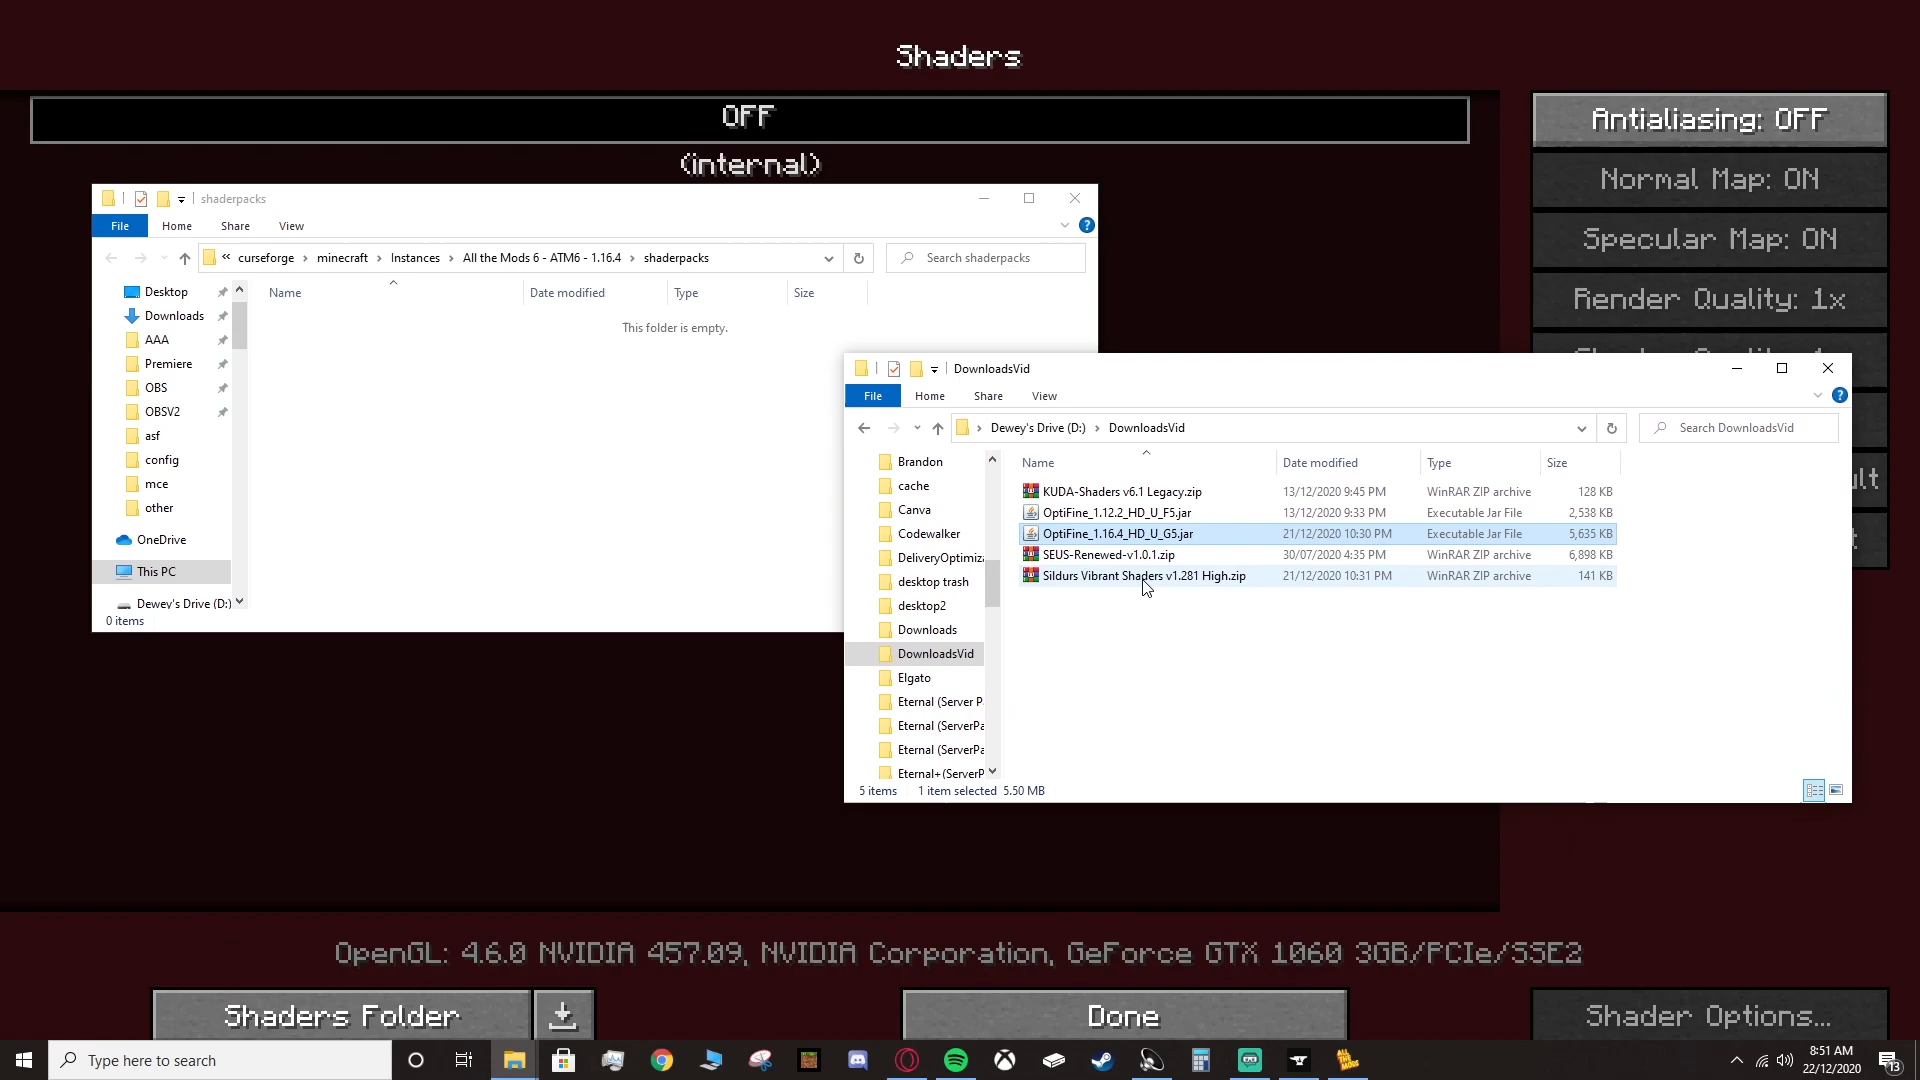 Shaders
OFF
(internal)
Antialiasing: OFF
Normal Map: ON
Specular Map: ON
Render Quality: 1x
shaderpacks
File Home Share View
curseforge > minecraft > Instances > All the Mods 6 - ATM6 - 1.16.4 > shaderpacks
Search shaderpacks
Name Date modified Type Size
This folder is empty.
Desktop
Downloads
AAA
Premiere
OBS
OBSV2
asf
config
mce
other
OneDrive
This PC
Dewey's Drive (D:)
0 items
DownloadsVid
File Home Share View
Dewey's Drive (D:) > DownloadsVid
Search DownloadsVid
Brandon
cache
Canva
Codewalker
DeliveryOptimiz
desktop trash
desktop2
Downloads
DownloadsVid
Elgato
Eternal (Server P
Eternal (ServerPa
Eternal (ServerPa
Eternal+(ServerP
Name Date modified Type Size
KUDA-Shaders v6.1 Legacy.zip 13/12/2020 9:45 PM WinRAR ZIP archive 128 KB
OptiFine_1.12.2_HD_U_F5.jar 13/12/2020 9:33 PM Executable Jar File 2,538 KB
OptiFine_1.16.4_HD_U_G5.jar 21/12/2020 10:30 PM Executable Jar File 5,635 KB
SEUS-Renewed-v1.0.1.zip 30/07/2020 4:35 PM WinRAR ZIP archive 6,898 KB
Sildurs Vibrant Shaders v1.281 High.zip 21/12/2020 10:31 PM WinRAR ZIP archive 141 KB
5 items 1 item selected 5.50 MB
OpenGL: 4.6.0 NVIDIA 457.09, NVIDIA Corporation, GeForce GTX 1060 3GB/PCIe/SSE2
Shaders Folder
Done
Shader Options...
Type here to search
8:51 AM
22/12/2020
13